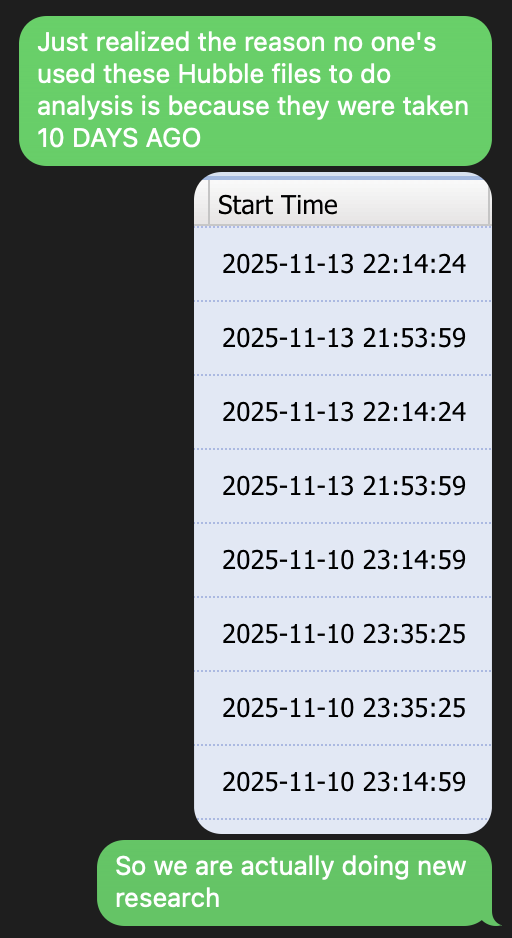 Just realized the reason no one's
used these Hubble files to do
analysis is because they were taken
10 DAYS AGO
Start Time
2025-11-13 22:14:24
2025-11-13 21:53:59
2025-11-13 22:14:24
2025-11-13 21:53:59
2025-11-10 23:14:59
2025-11-10 23:35:25
2025-11-10 23:35:25
2025-11-10 23:14:59
So we are actually doing new
research